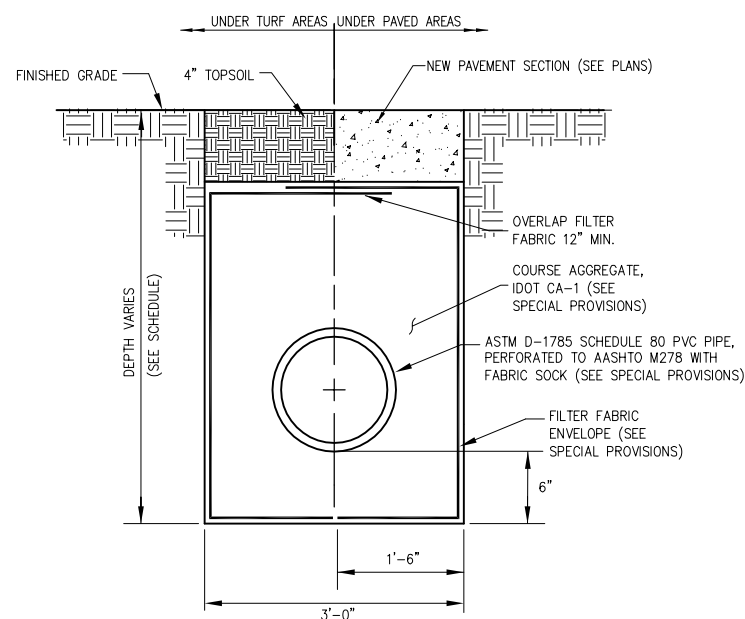 UNDER TURF AREAS
UNDER PAVED AREAS
FINISHED GRADE
4" TOPSOIL
NEW PAVEMENT SECTION (SEE PLANS)
OVERLAP FILTER
FABRIC 12" MIN.
COURSE AGGREGATE,
IDOT CA-1 (SEE
SPECIAL PROVISIONS)
DEPTH VARIES
(SEE SCHEDULE)
ASTM D-1785 SCHEDULE 80 PVC PIPE,
PERFORATED TO AASHTO M278 WITH
FABRIC SOCK (SEE SPECIAL PROVISIONS)
FILTER FABRIC
ENVELOPE (SEE
SPECIAL PROVISIONS)
6"
1'-6"
3'-0"